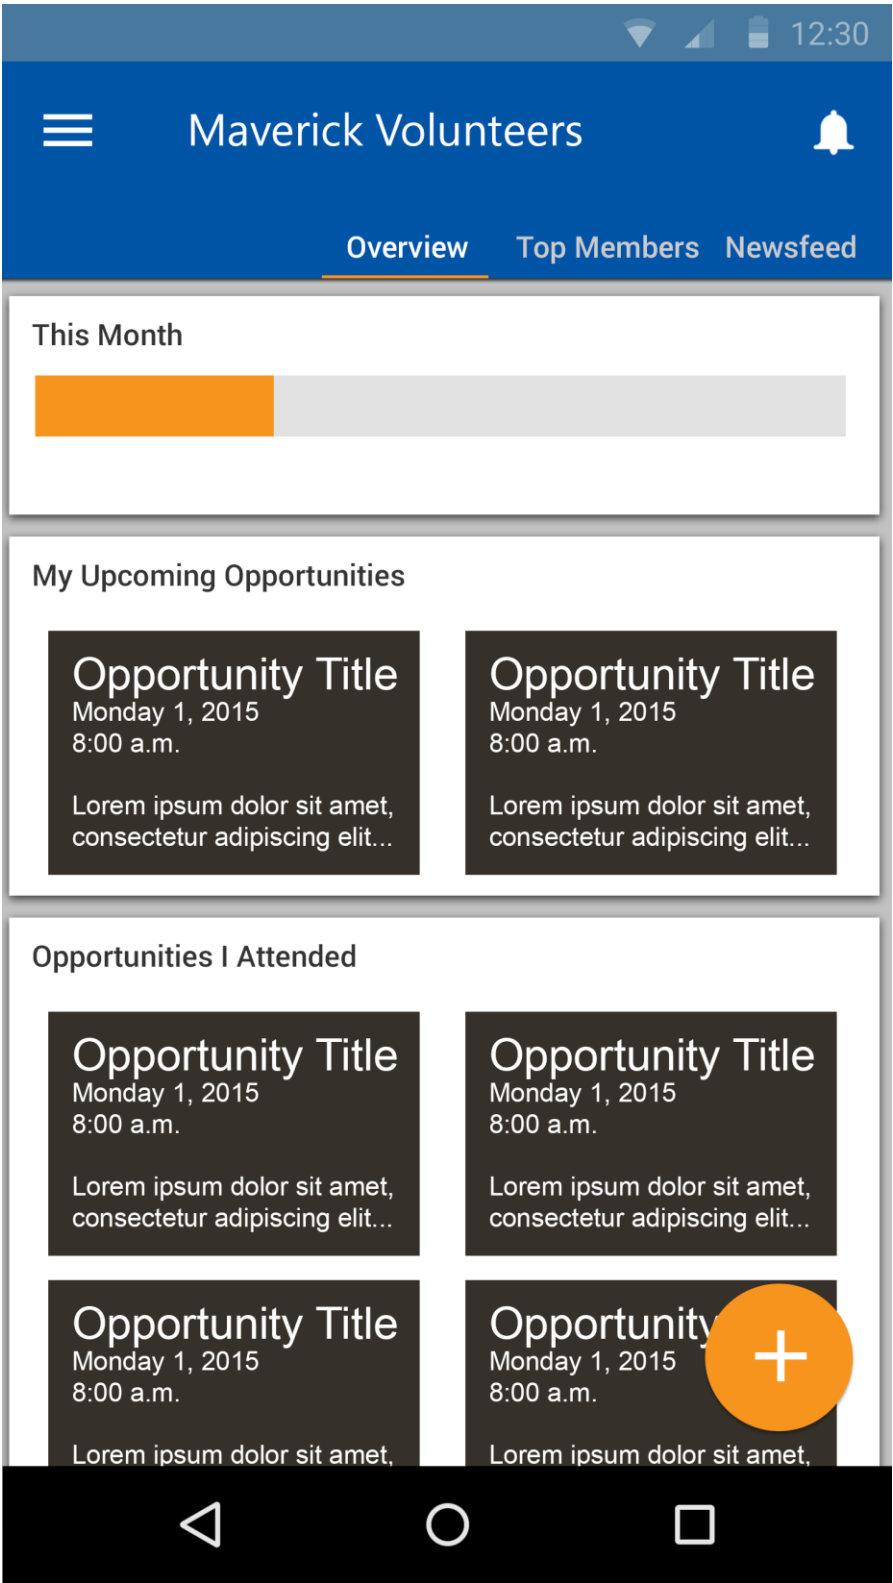 12:30
Maverick Volunteers
Overview Top Members Newsfeed
This Month
My Upcoming Opportunities
Opportunity Title
Monday 1, 2015
8:00 a.m.
Lorem ipsum dolor sit amet,
consectetur adipiscing elit...
Opportunity Title
Monday 1, 2015
8:00 a.m.
Lorem ipsum dolor sit amet,
consectetur adipiscing elit...
Opportunities I Attended
Opportunity Title
Monday 1, 2015
8:00 a.m.
Lorem ipsum dolor sit amet,
consectetur adipiscing elit...
Opportunity Title
Monday 1, 2015
8:00 a.m.
Lorem ipsum dolor sit amet,
consectetur adipiscing elit...
Opportunity Title
Monday 1, 2015
8:00 a.m.
Lorem ipsum dolor sit amet,
Opportunity
Monday 1, 2015
8:00 a.m.
Lorem ipsum dolor sit amet,